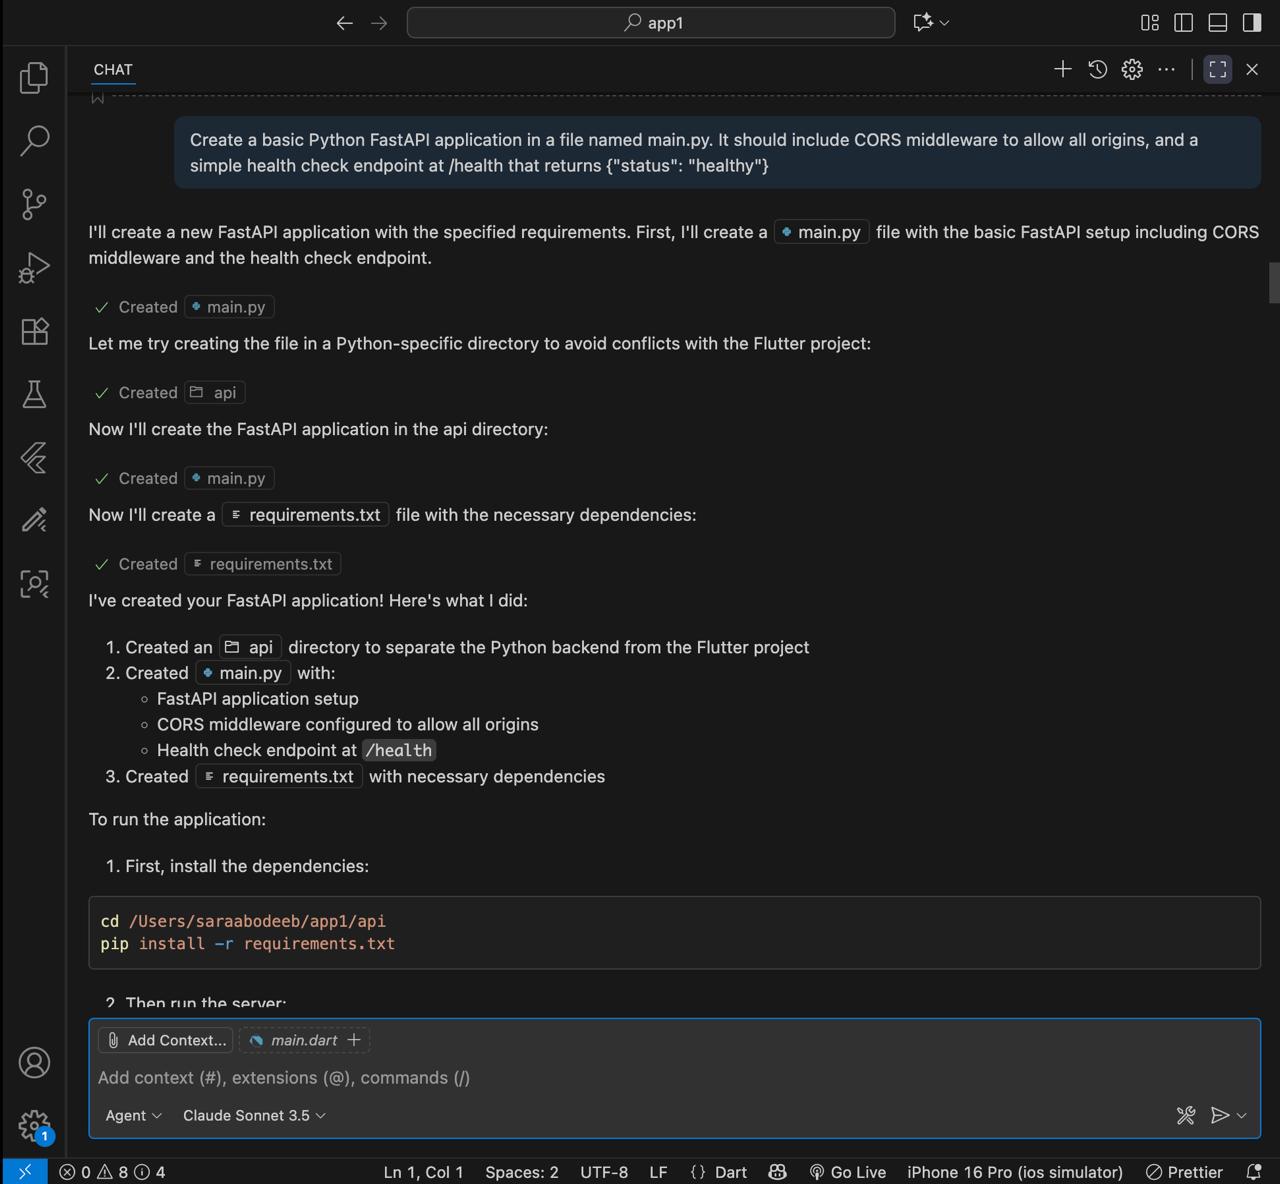 app1
CHAT
Create a basic Python FastAPI application in a file named main.py. It should include CORS middleware to allow all origins, and a
simple health check endpoint at /health that returns {"status": "healthy"}
I'll create a new FastAPI application with the specified requirements. First, I'll create a main.py file with the basic FastAPI setup including CORS
middleware and the health check endpoint.
Created main.py
Let me try creating the file in a Python-specific directory to avoid conflicts with the Flutter project:
Created api
Now I'll create the FastAPI application in the api directory:
Created main.py
Now I'll create a requirements.txt file with the necessary dependencies:
Created requirements.txt
I've created your FastAPI application! Here's what I did:
1. Created an api directory to separate the Python backend from the Flutter project
2. Created main.py with:
FastAPI application setup
CORS middleware configured to allow all origins
Health check endpoint at /health
3. Created requirements.txt with necessary dependencies
To run the application:
1. First, install the dependencies:
cd /Users/saraabodeeb/app1/api
pip install -r requirements.txt
2. Then run the server:
Add Context... main.dart
Add context (#), extensions (@), commands (/)
Agent Claude Sonnet 3.5
1
0 8 4 Ln 1, Col 1 Spaces: 2 UTF-8 LF {} Dart Go Live iPhone 16 Pro (ios simulator) Prettier